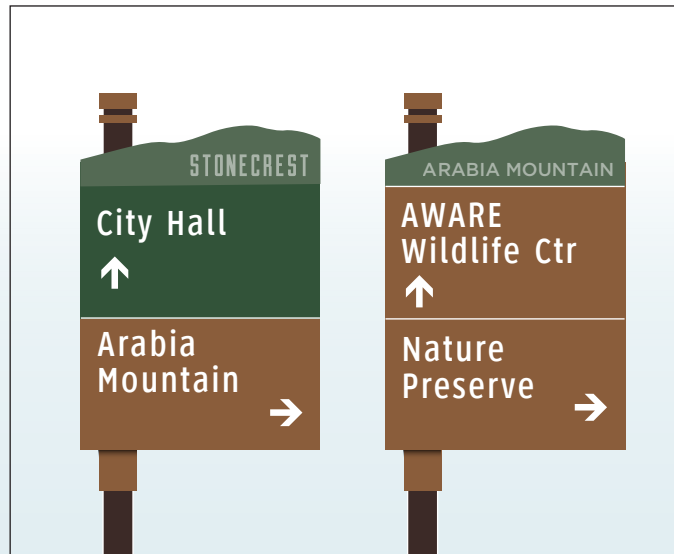 STONECREST
City Hall
Arabia
Mountain
ARABIA MOUNTAIN
AWARE
Wildlife Ctr
Nature
Preserve